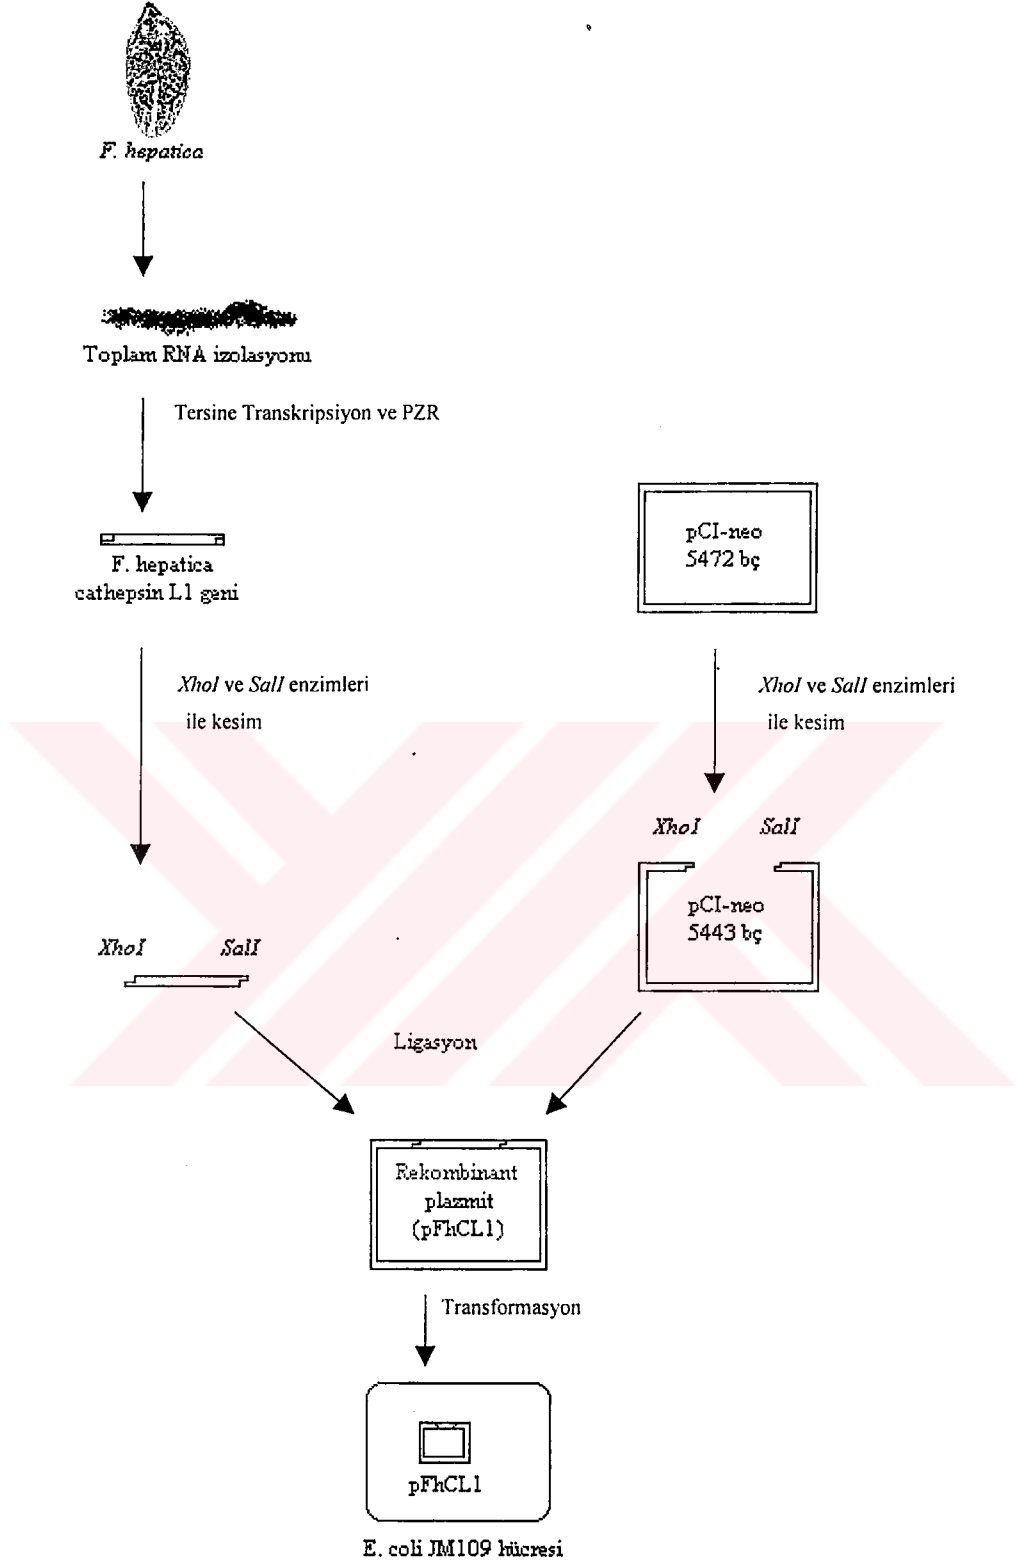 F. hepatica
Toplam RNA izolasyonu
Tersine Transkripsiyon ve PZR
F. hepatica
cathepsin L1 geni
pCI-neo
5472 bç
XhoI ve SalI enzimleri
ile kesim
XhoI ve SalI enzimleri
ile kesim
XhoI SalI
pCI-neo
5443 bç
XhoI SalI
Ligasyon
Rekombinant
plazmit
(pFhCL1)
Transformasyon
pFhCL1
E. coli JM109 hücresi